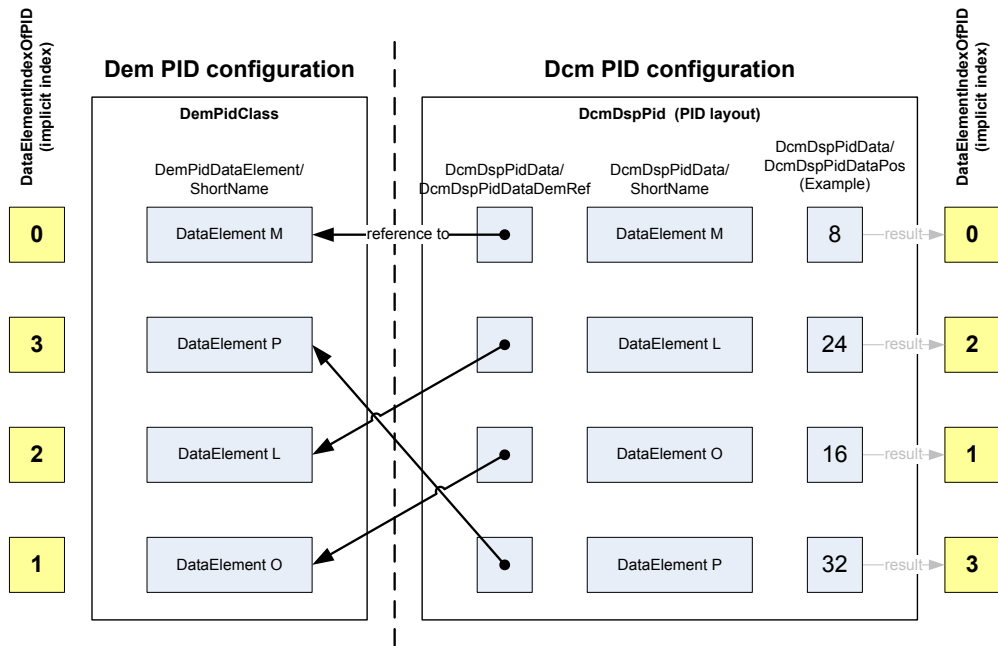 DataElementIndexOfPID
(implicit index)
Dem PID configuration
Dcm PID configuration
DataElementIndexOfPID
(implicit index)
DemPidClass
DcmDspPid (PID layout)
DemPidDataElement/
ShortName
DcmDspPidData/
DcmDspPidDataDemRef
DcmDspPidData/
ShortName
DcmDspPidData/
DcmDspPidDataPos
(Example)
0
DataElement M
reference to
DataElement M
8
result
0
3
DataElement P
DataElement L
24
result
2
2
DataElement L
DataElement O
16
result
1
1
DataElement O
DataElement P
32
result
3